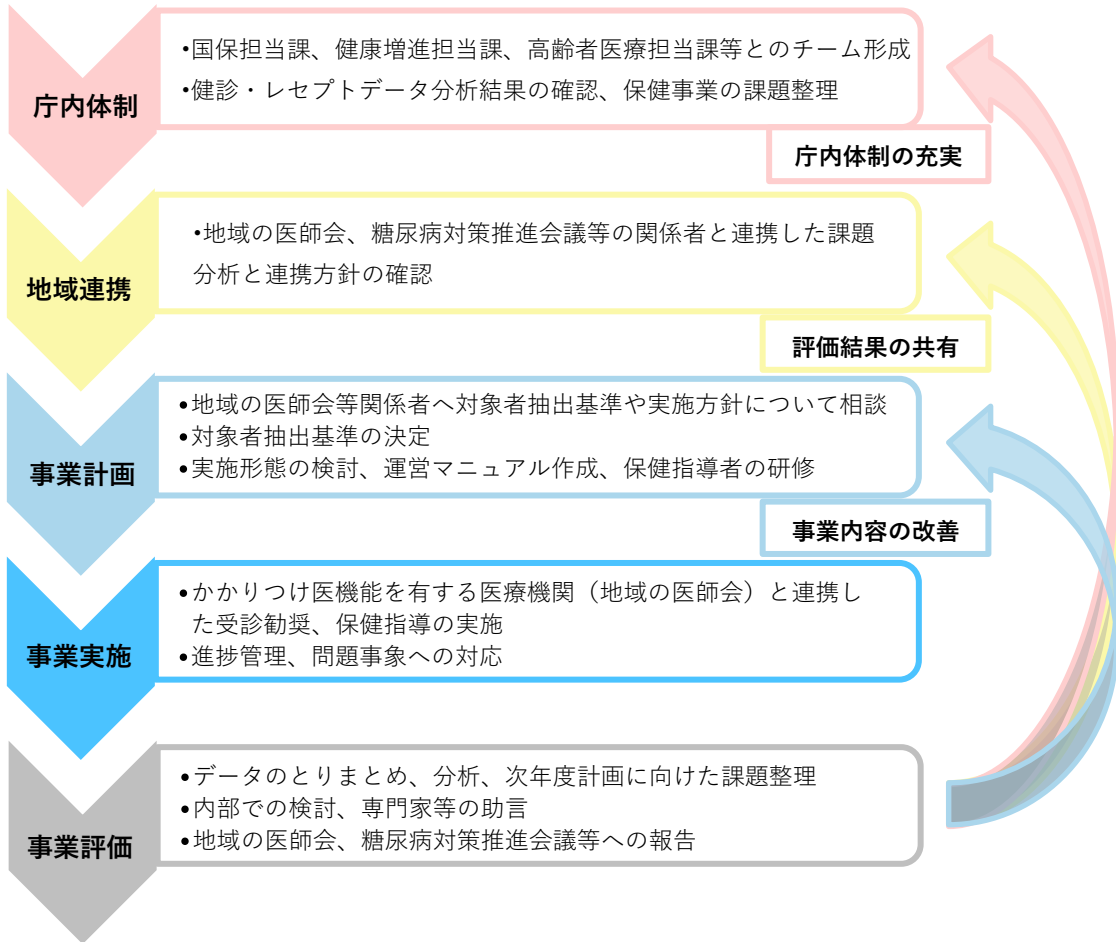 庁内体制
•国保担当課、健康増進担当課、高齢者医療担当課等とのチーム形成
•健診・レセプトデータ分析結果の確認、保健事業の課題整理
庁内体制の充実
地域連携
•地域の医師会、糖尿病対策推進会議等の関係者と連携した課題
分析と連携方針の確認
評価結果の共有
事業計画
•地域の医師会等関係者へ対象者抽出基準や実施方針について相談
•対象者抽出基準の決定
•実施形態の検討、運営マニュアル作成、保健指導者の研修
事業内容の改善
事業実施
•かかりつけ医機能を有する医療機関（地域の医師会）と連携し
た受診勧奨、保健指導の実施
•進捗管理、問題事象への対応
事業評価
•データのとりまとめ、分析、次年度計画に向けた課題整理
•内部での検討、専門家等の助言
•地域の医師会、糖尿病対策推進会議等への報告